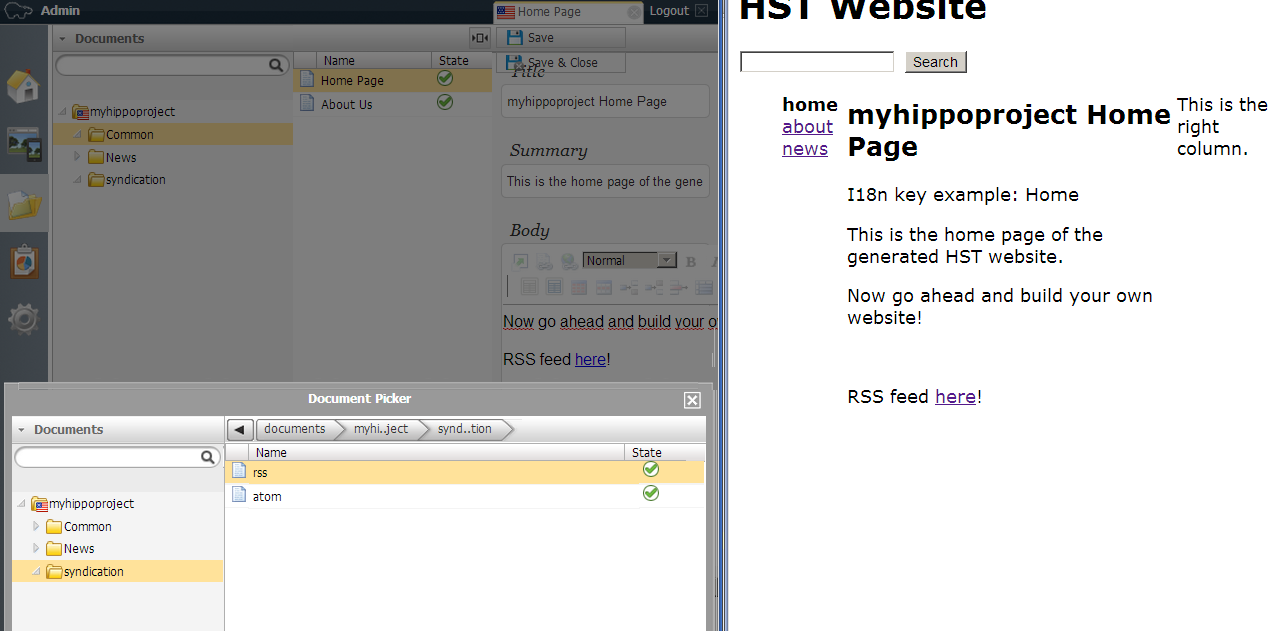 Admin
Home Page
Logout
Documents
Save
Save & Close
Name
State
Home Page
About Us
myhippoproject
Common
News
syndication
Title
myhippoproject Home Page
Summary
This is the home page of the gene
Body
Normal
B
I
Now go ahead and build your o
RSS feed here!
Document Picker
Documents
documents
myhi..ject
synd..tion
Name
State
rss
atom
myhippoproject
Common
News
syndication
HST Website
Search
home
about
news
myhippoproject Home
Page
I18n key example: Home
This is the home page of the
generated HST website.
Now go ahead and build your own
website!
RSS feed here!
This is the
right
column.